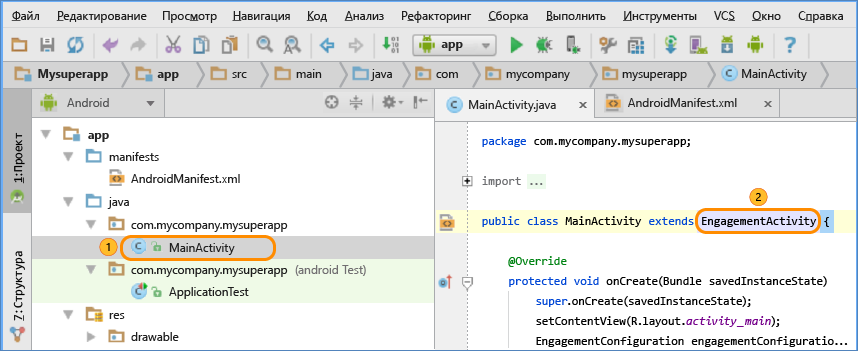 Файл Редактирование Просмотр Навигация Код Анализ Рефакторинг Сборка Выполнить Инструменты VCS Окно Справка
app
Mysuperapp app src main java com mycompany mysuperapp MainActivity
Android
MainActivity.java AndroidManifest.xml
1: Проект
7: Структура
app
manifests
AndroidManifest.xml
java
com.mycompany.mysuperapp
1 MainActivity
com.mycompany.mysuperapp (android Test)
ApplicationTest
res
drawable
package com.mycompany.mysuperapp;
import ...
2
public class MainActivity extends EngagementActivity {
@Override
protected void onCreate(Bundle savedInstanceState)
super.onCreate(savedInstanceState);
setContentView(R.layout.activity_main);
EngagementConfiguration engagementConfiguratio...